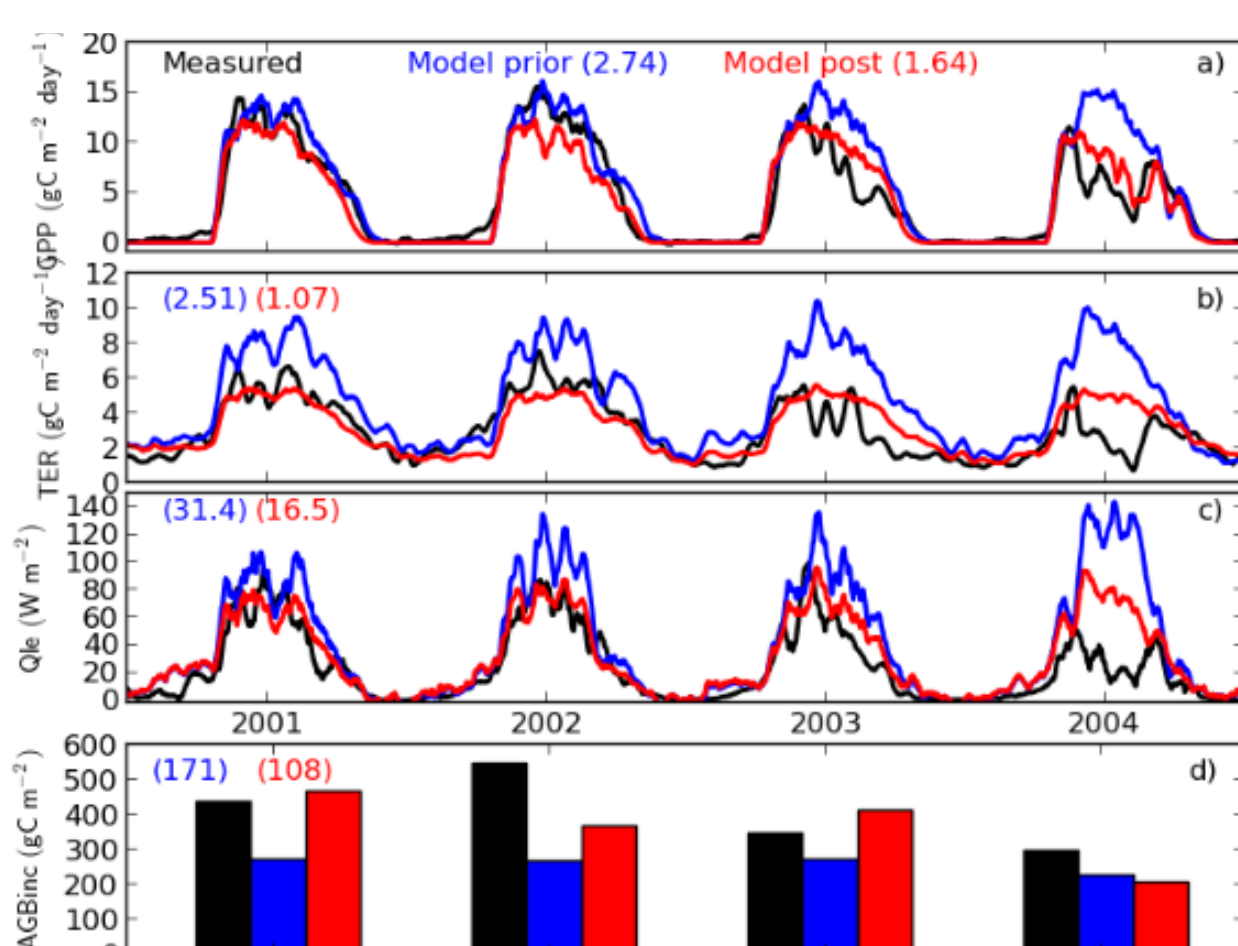 20
Measured Model prior (2.74) Model post (1.64) a)
15
10
5
0
GPP (gC m⁻² day⁻¹)
12
(2.51) (1.07) b)
10
8
6
4
2
0
TER (gC m⁻² day⁻¹)
140
(31.4) (16.5) c)
120
100
80
60
40
20
0
Qle (W m⁻²)
2001 2002 2003 2004
600
(171) (108) d)
500
400
300
200
100
AGBinc (gC m⁻²)